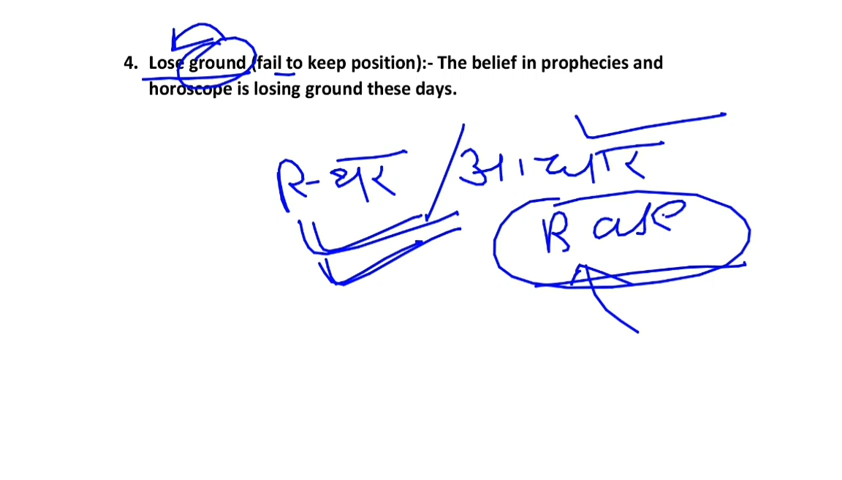 4. Lose ground (fail to keep position):- The belief in prophecies and
horoscope is losing ground these days.
/ आधार
Base